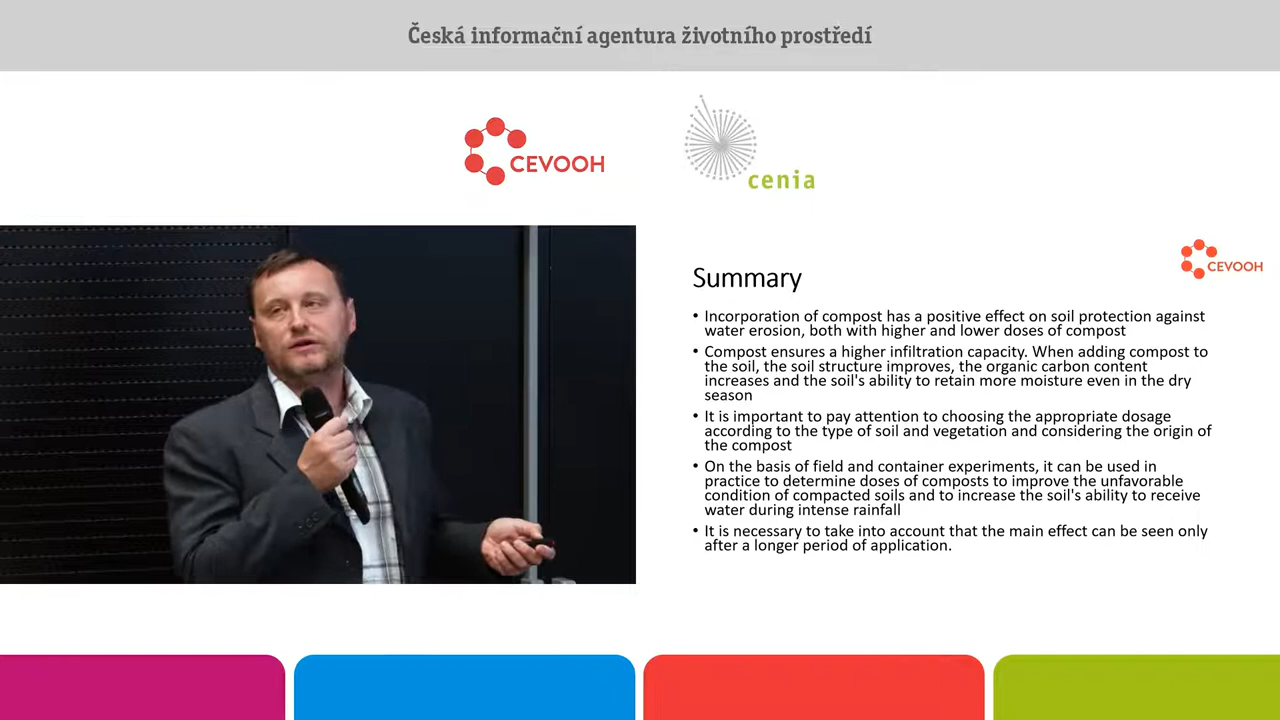 Česká informační agentura životního prostředí
CEVOOH
cenia
CEVOOH
Summary
• Incorporation of compost has a positive effect on soil protection against
water erosion, both with higher and lower doses of compost
• Compost ensures a higher infiltration capacity. When adding compost to
the soil, the soil structure improves, the organic carbon content
increases and the soil's ability to retain more moisture even in the dry
season
• It is important to pay attention to choosing the appropriate dosage
according to the type of soil and vegetation and considering the origin of
the compost
• On the basis of field and container experiments, it can be used in
practice to determine doses of composts to improve the unfavorable
condition of compacted soils and to increase the soil's ability to receive
water during intense rainfall
• It is necessary to take into account that the main effect can be seen only
after a longer period of application.